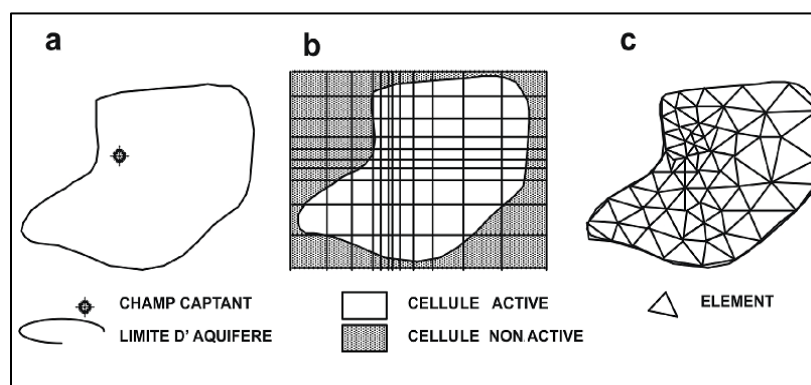 a
b
c
CHAMP CAPTANT
LIMITE D' AQUIFERE
CELLULE ACTIVE
CELLULE NON ACTIVE
ELEMENT